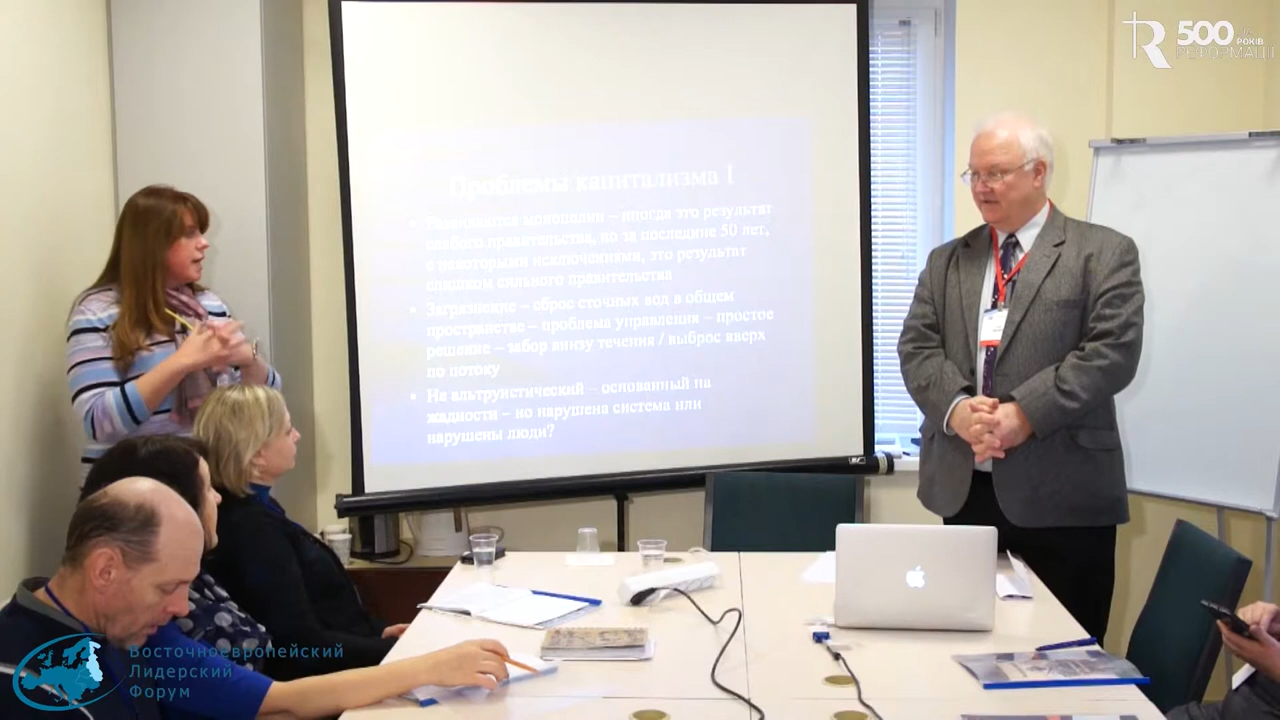 500
РОКІВ
РЕФОРМАЦІЇ
Проблемы капитализма I
монополии – иногда это результат
слабого правительства, но за последние 50 лет,
с некоторыми исключениями, это результат
слишком сильного правительства
Загрязнение – сброс сточных вод в общем
пространстве – проблема управления – простое
решение – забор внизу течения / выброс вверх
по потоку
Не альтруистический – основанный на
жадности – но нарушена система или
нарушены люди?
Восточноевропейский
Лидерский
Форум